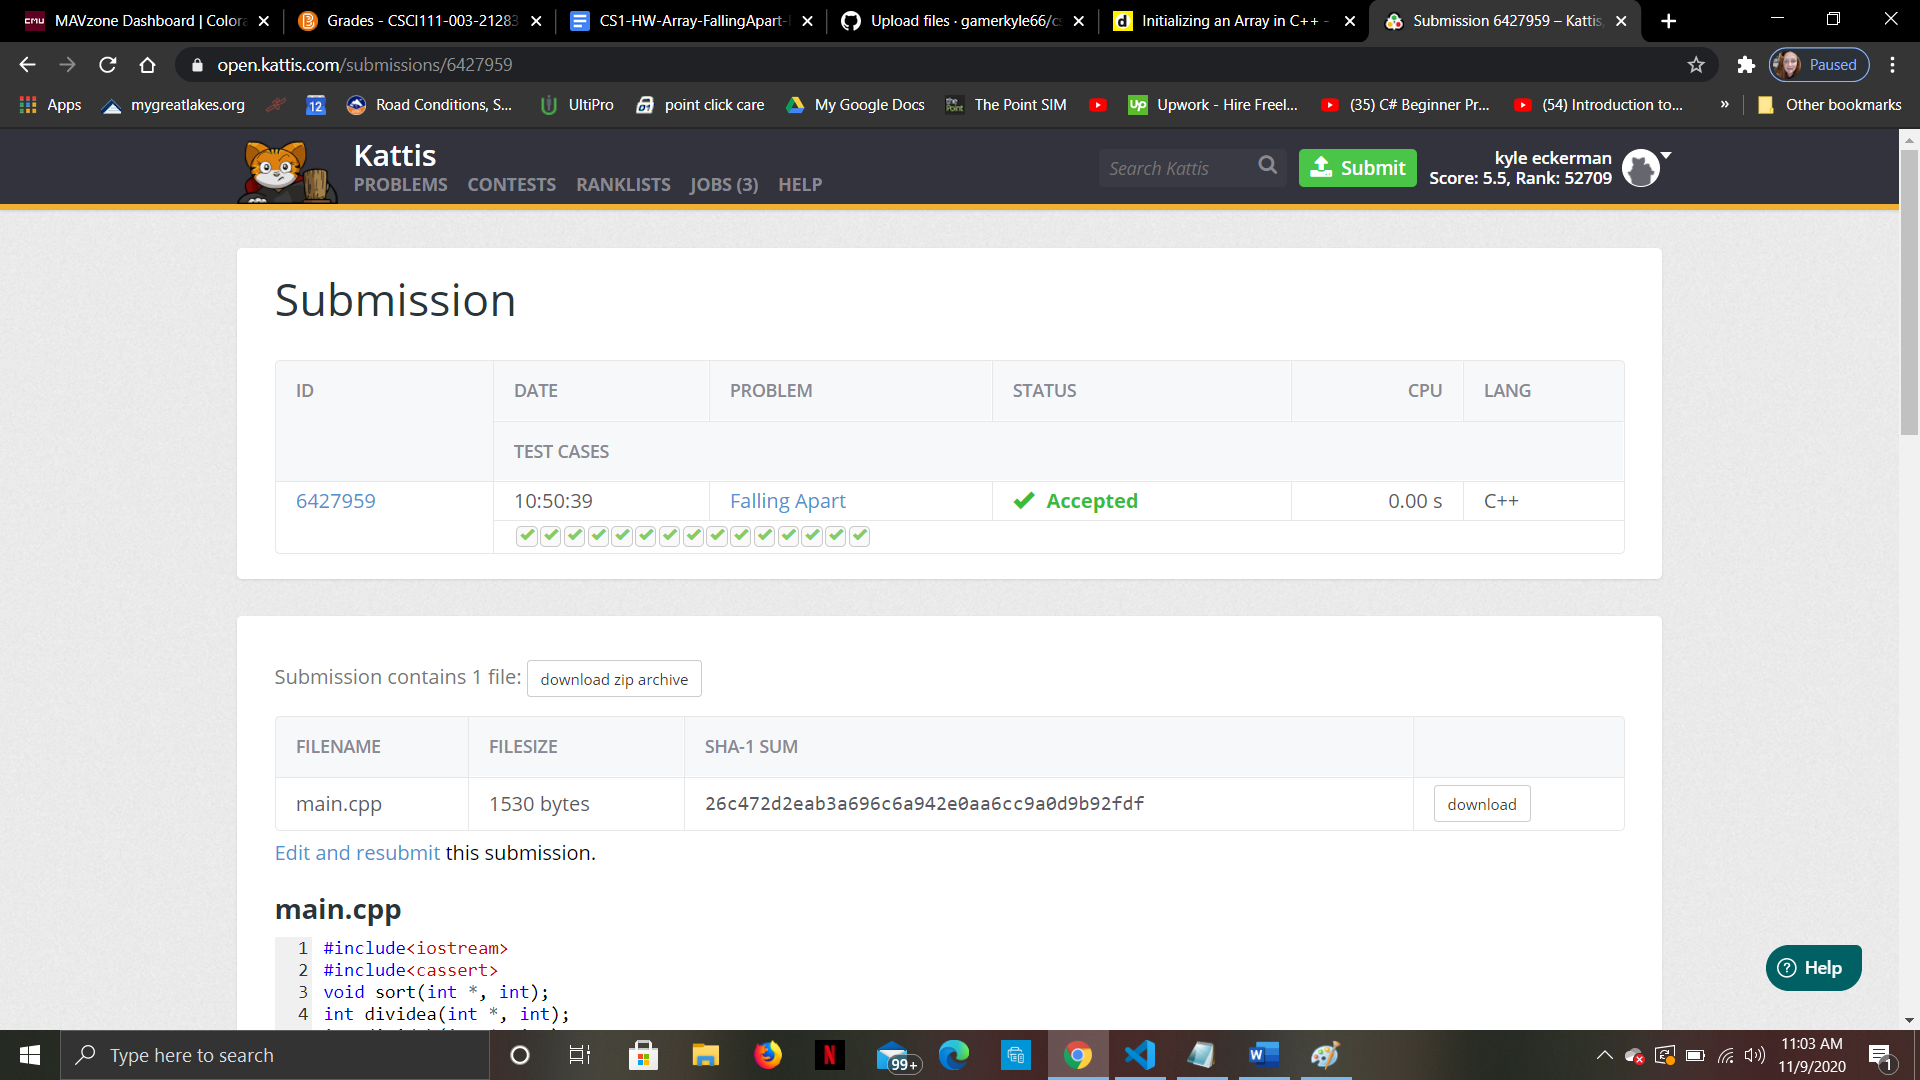 MAVzone Dashboard | Colora
Grades - CSCI111-003-21283
CS1-HW-Array-FallingApart-
Upload files · gamerkyle66/cs
Initializing an Array in C++ -
Submission 6427959 – Kattis,
open.kattis.com/submissions/6427959
Paused
Apps
mygreatlakes.org
12
Road Conditions, S...
UltiPro
point click care
My Google Docs
The Point SIM
Upwork - Hire Freel...
(35) C# Beginner Pr...
(54) Introduction to...
»
Other bookmarks
Kattis
PROBLEMS CONTESTS RANKLISTS JOBS (3) HELP
Search Kattis
Submit
kyle eckerman
Score: 5.5, Rank: 52709
Submission
ID DATE PROBLEM STATUS CPU LANG
TEST CASES
6427959 10:50:39 Falling Apart Accepted 0.00 s C++
Submission contains 1 file: download zip archive
FILENAME FILESIZE SHA-1 SUM
main.cpp 1530 bytes 26c472d2eab3a696c6a942e0aa6cc9a0d9b92fdf download
Edit and resubmit this submission.
main.cpp
1 #include<iostream>
2 #include<cassert>
3 void sort(int *, int);
4 int dividea(int *, int);
Help
Type here to search
99+
11:03 AM
11/9/2020
1